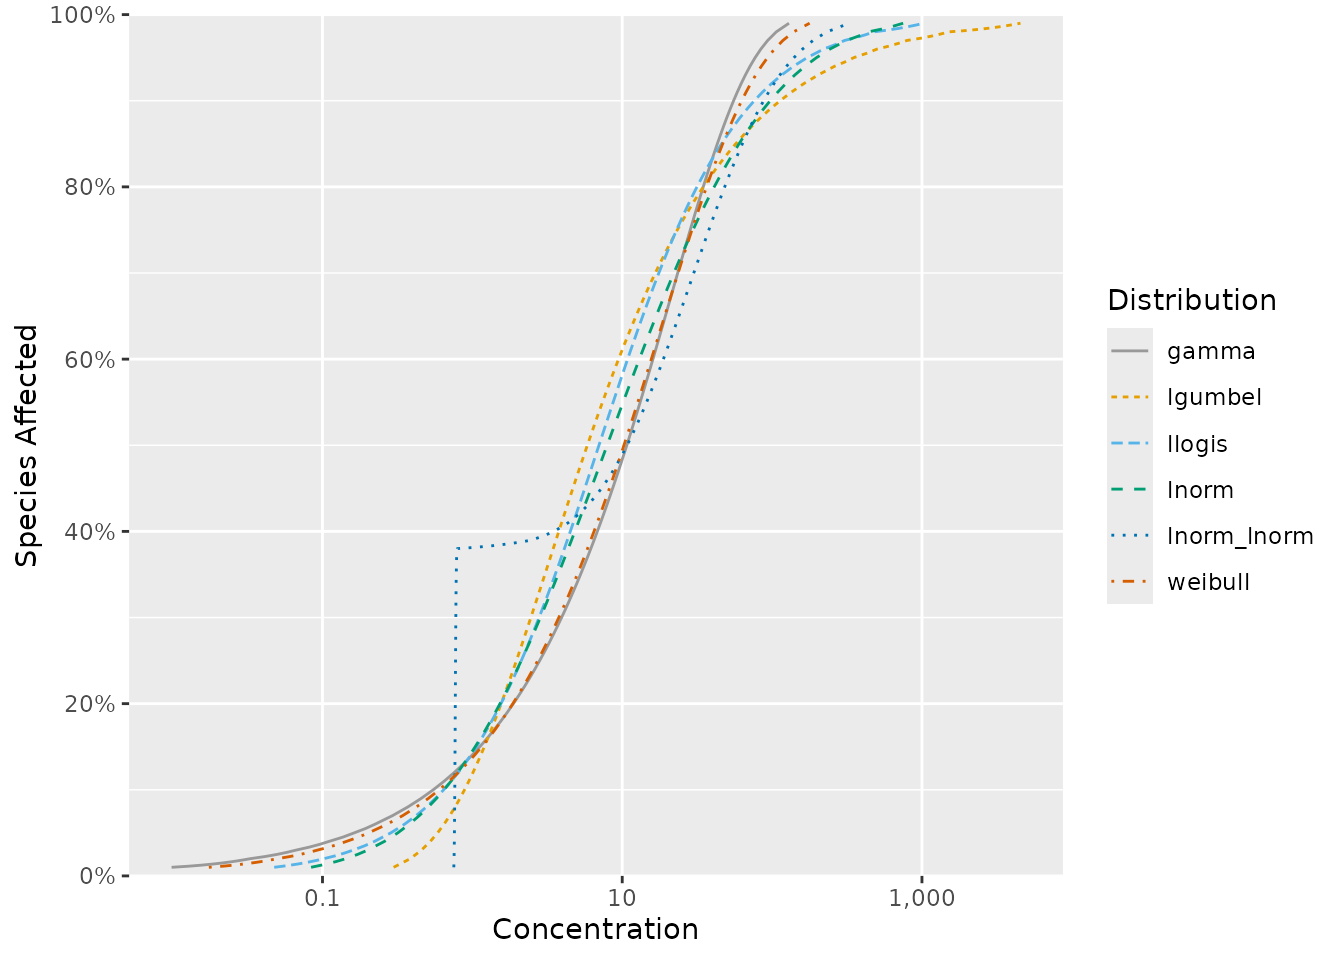 100%
80%
60%
40%
20%
0%
Species Affected
0.1
10
1,000
Concentration
Distribution
gamma
lgumbel
llogis
lnorm
lnorm_lnorm
weibull